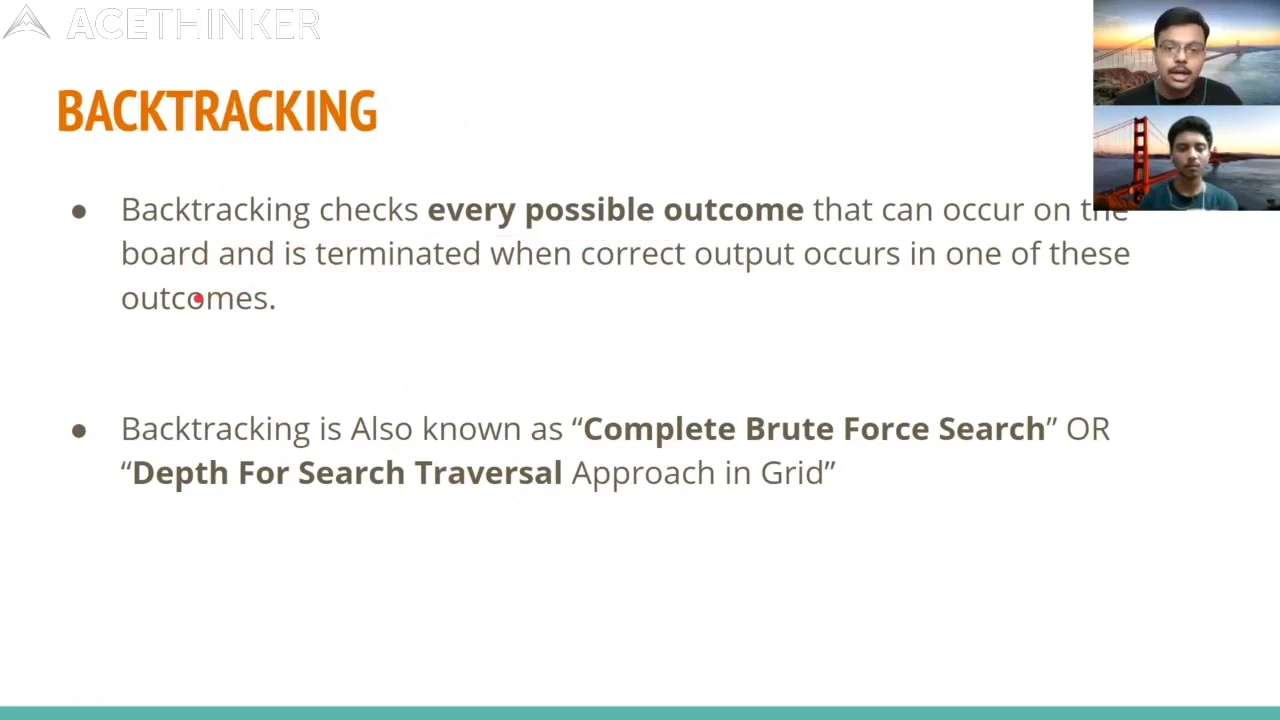 ACETHINKER
BACKTRACKING
● Backtracking checks every possible outcome that can occur on the
board and is terminated when correct output occurs in one of these
outcomes.
● Backtracking is Also known as “Complete Brute Force Search” OR
“Depth For Search Traversal Approach in Grid”